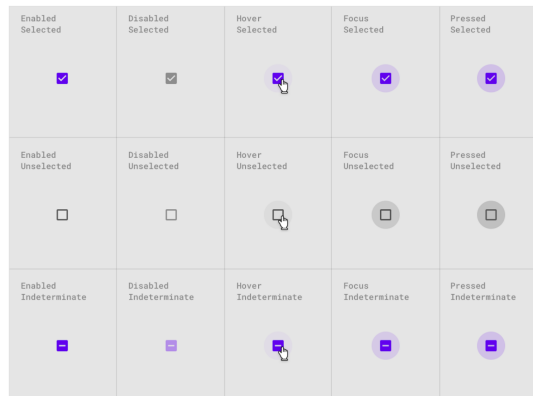 Enabled
Selected
Disabled
Selected
Hover
Selected
Focus
Selected
Pressed
Selected
Enabled
Unselected
Disabled
Unselected
Hover
Unselected
Focus
Unselected
Pressed
Unselected
Enabled
Indeterminate
Disabled
Indeterminate
Hover
Indeterminate
Focus
Indeterminate
Pressed
Indeterminate